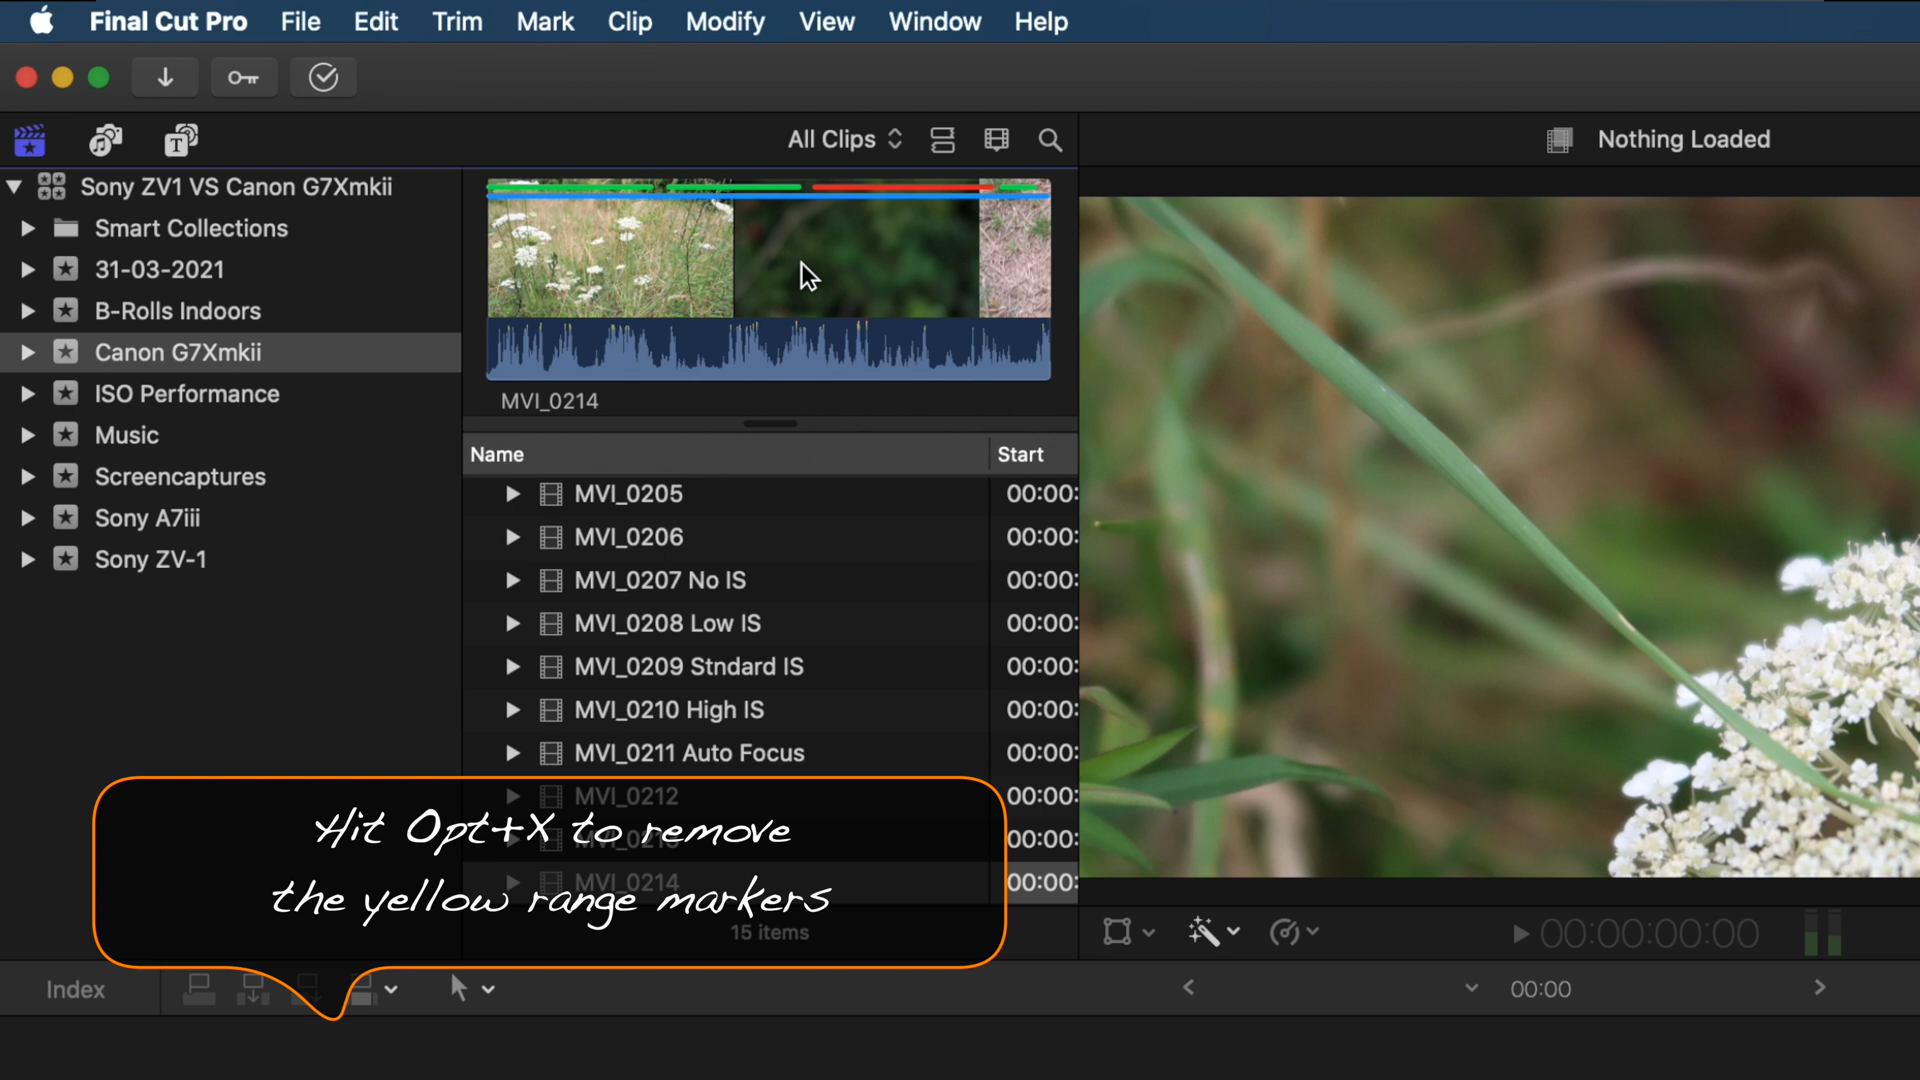 Final Cut Pro File Edit Trim Mark Clip Modify View Window Help
All Clips
Nothing Loaded
Sony ZV1 VS Canon G7Xmkii
Smart Collections
31-03-2021
B-Rolls Indoors
Canon G7Xmkii
ISO Performance
Music
Screencaptures
Sony A7iii
Sony ZV-1
MVI_0214
Name Start
MVI_0205 00:00:
MVI_0206 00:00:
MVI_0207 No IS 00:00:
MVI_0208 Low IS 00:00:
MVI_0209 Stndard IS 00:00:
MVI_0210 High IS 00:00:
MVI_0211 Auto Focus 00:00:
MVI_0212 00:00:
00:00:
MVI_0214 00:00:
15 items
Hit Opt+X to remove
the yellow range markers
00:00:00:00
Index
00:00